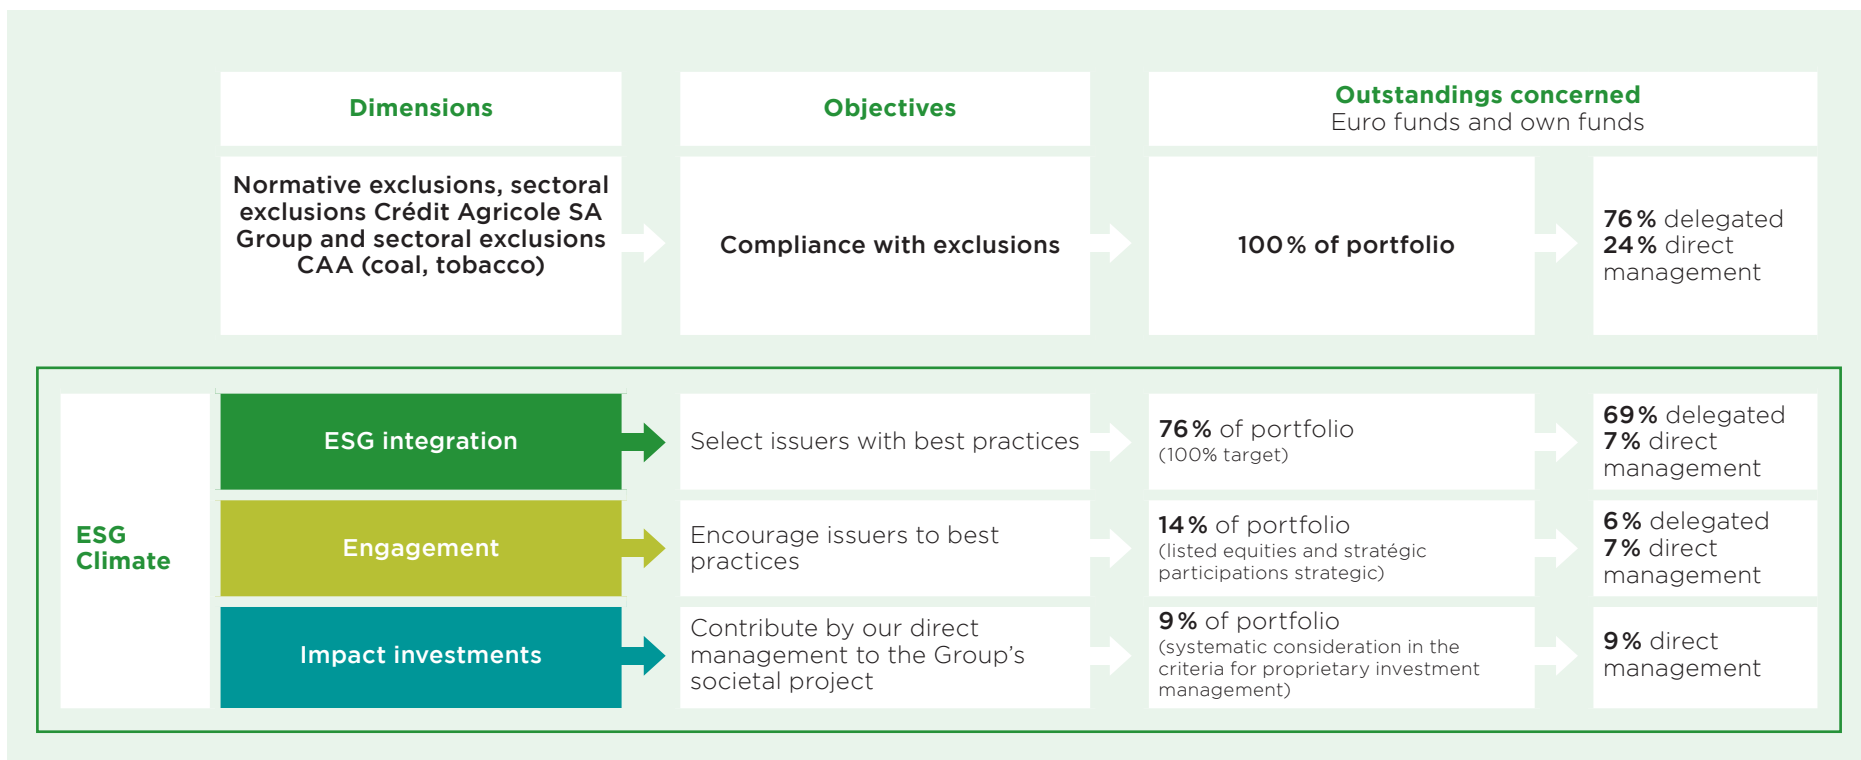 Dimensions
Objectives
Outstandings concerned
Euro funds and own funds
Normative exclusions, sectoral
exclusions Crédit Agricole SA
Group and sectoral exclusions
CAA (coal, tobacco)
Compliance with exclusions
100% of portfolio
76% delegated
24% direct
management
ESG
Climate
ESG integration
Select issuers with best practices
76% of portfolio
(100% target)
69% delegated
7% direct
management
Engagement
Encourage issuers to best
practices
14% of portfolio
(listed equities and stratégic
participations strategic)
6% delegated
7% direct
management
Impact investments
Contribute by our direct
management to the Group's
societal project
9% of portfolio
(systematic consideration in the
criteria for proprietary investment
management)
9% direct
management